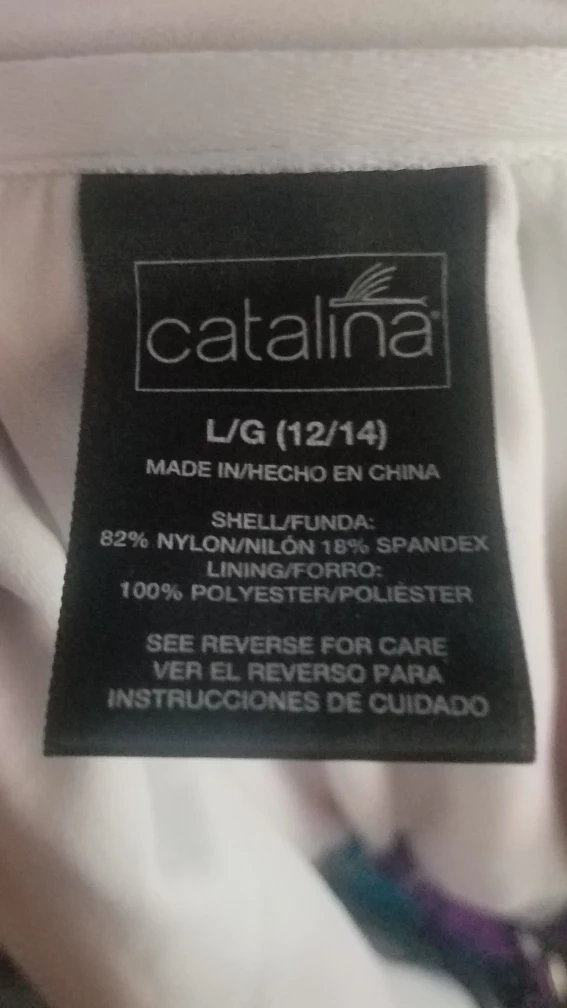 catalina®
L/G (12/14)
MADE IN/HECHO EN CHINA
SHELL/FUNDA:
82% NYLON/NILÓN 18% SPANDEX
LINING/FORRO:
100% POLYESTER/POLIÉSTER
SEE REVERSE FOR CARE
VER EL REVERSO PARA
INSTRUCCIONES DE CUIDADO